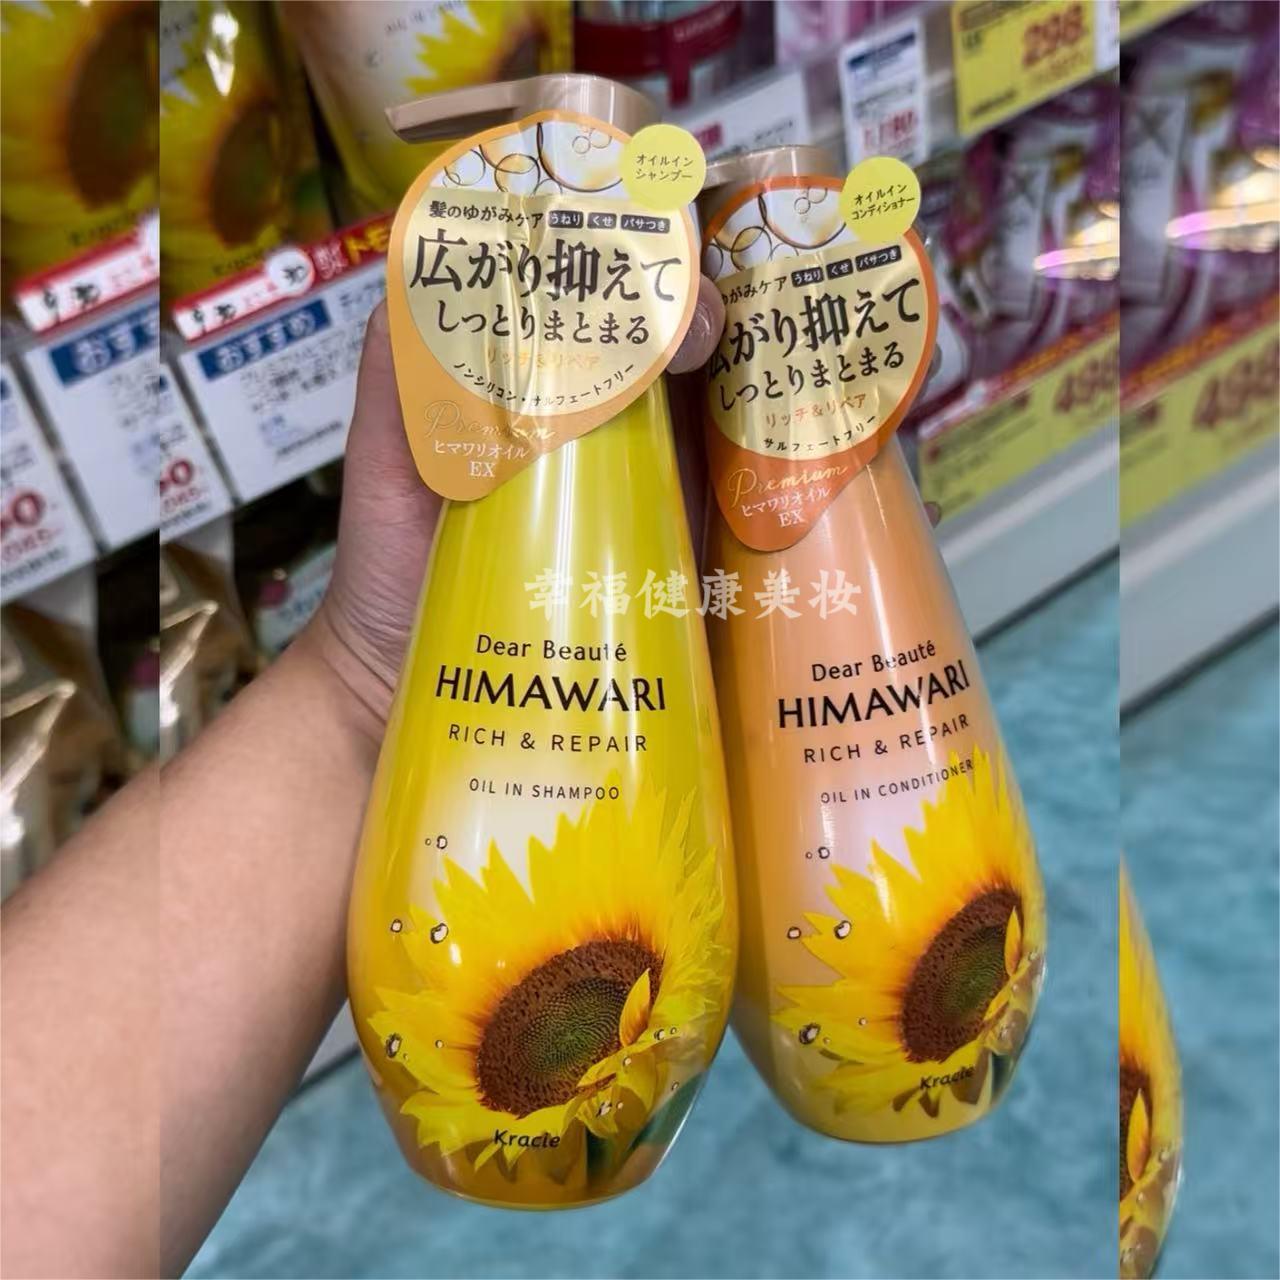 オイルイン
シャンプー
髪のゆがみケア うねり くせ パサつき
広がり抑えて
しっとりまとまる
リッチ&リペア
ノンシリコン・サルフェートフリー
Premium
ヒマワリオイル
EX
Dear Beauté
HIMAWARI
RICH & REPAIR
OIL IN SHAMPOO
Kracie
オイルイン
コンディショナー
ゆがみケア うねり くせ パサつき
広がり抑えて
しっとりまとまる
リッチ&リペア
サルフェートフリー
Premium
ヒマワリオイル
EX
Dear Beauté
HIMAWARI
RICH & REPAIR
OIL IN CONDITIONER
Kracie
幸福健康美妆
おすすめ
298
498